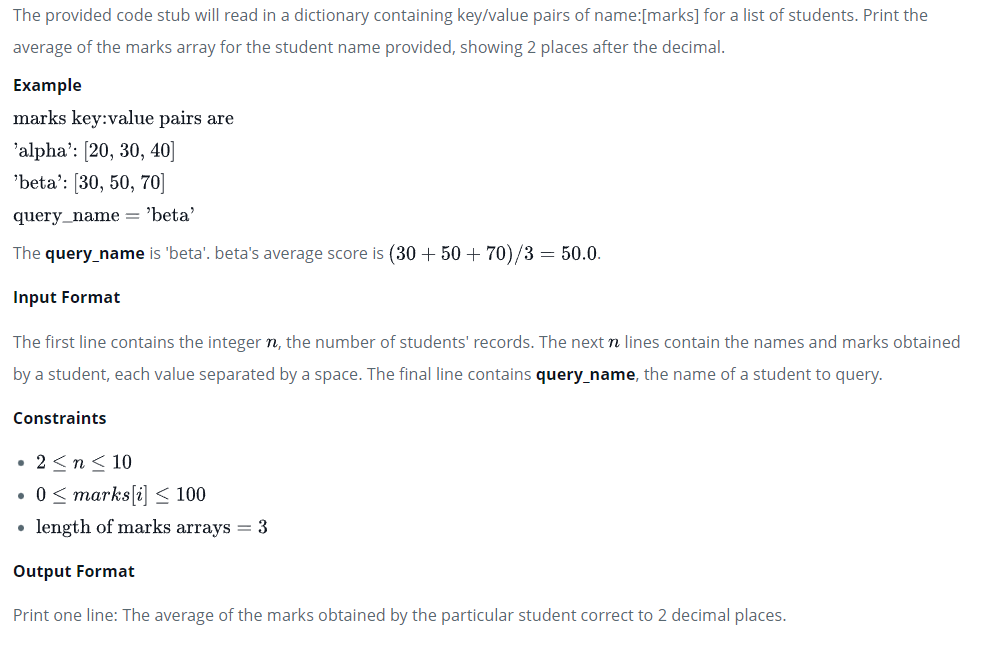 The provided code stub will read in a dictionary containing key/value pairs of name:[marks] for a list of students. Print the
average of the marks array for the student name provided, showing 2 places after the decimal.
Example
marks key:value pairs are
’alpha’: [20, 30, 40]
’beta’: [30, 50, 70]
query_name = ’beta’
The query_name is 'beta'. beta's average score is (30 + 50 + 70)/3 = 50.0.
Input Format
The first line contains the integer n, the number of students' records. The next n lines contain the names and marks obtained
by a student, each value separated by a space. The final line contains query_name, the name of a student to query.
Constraints
• 2 ≤ n ≤ 10
• 0 ≤ marks[i] ≤ 100
• length of marks arrays = 3
Output Format
Print one line: The average of the marks obtained by the particular student correct to 2 decimal places.